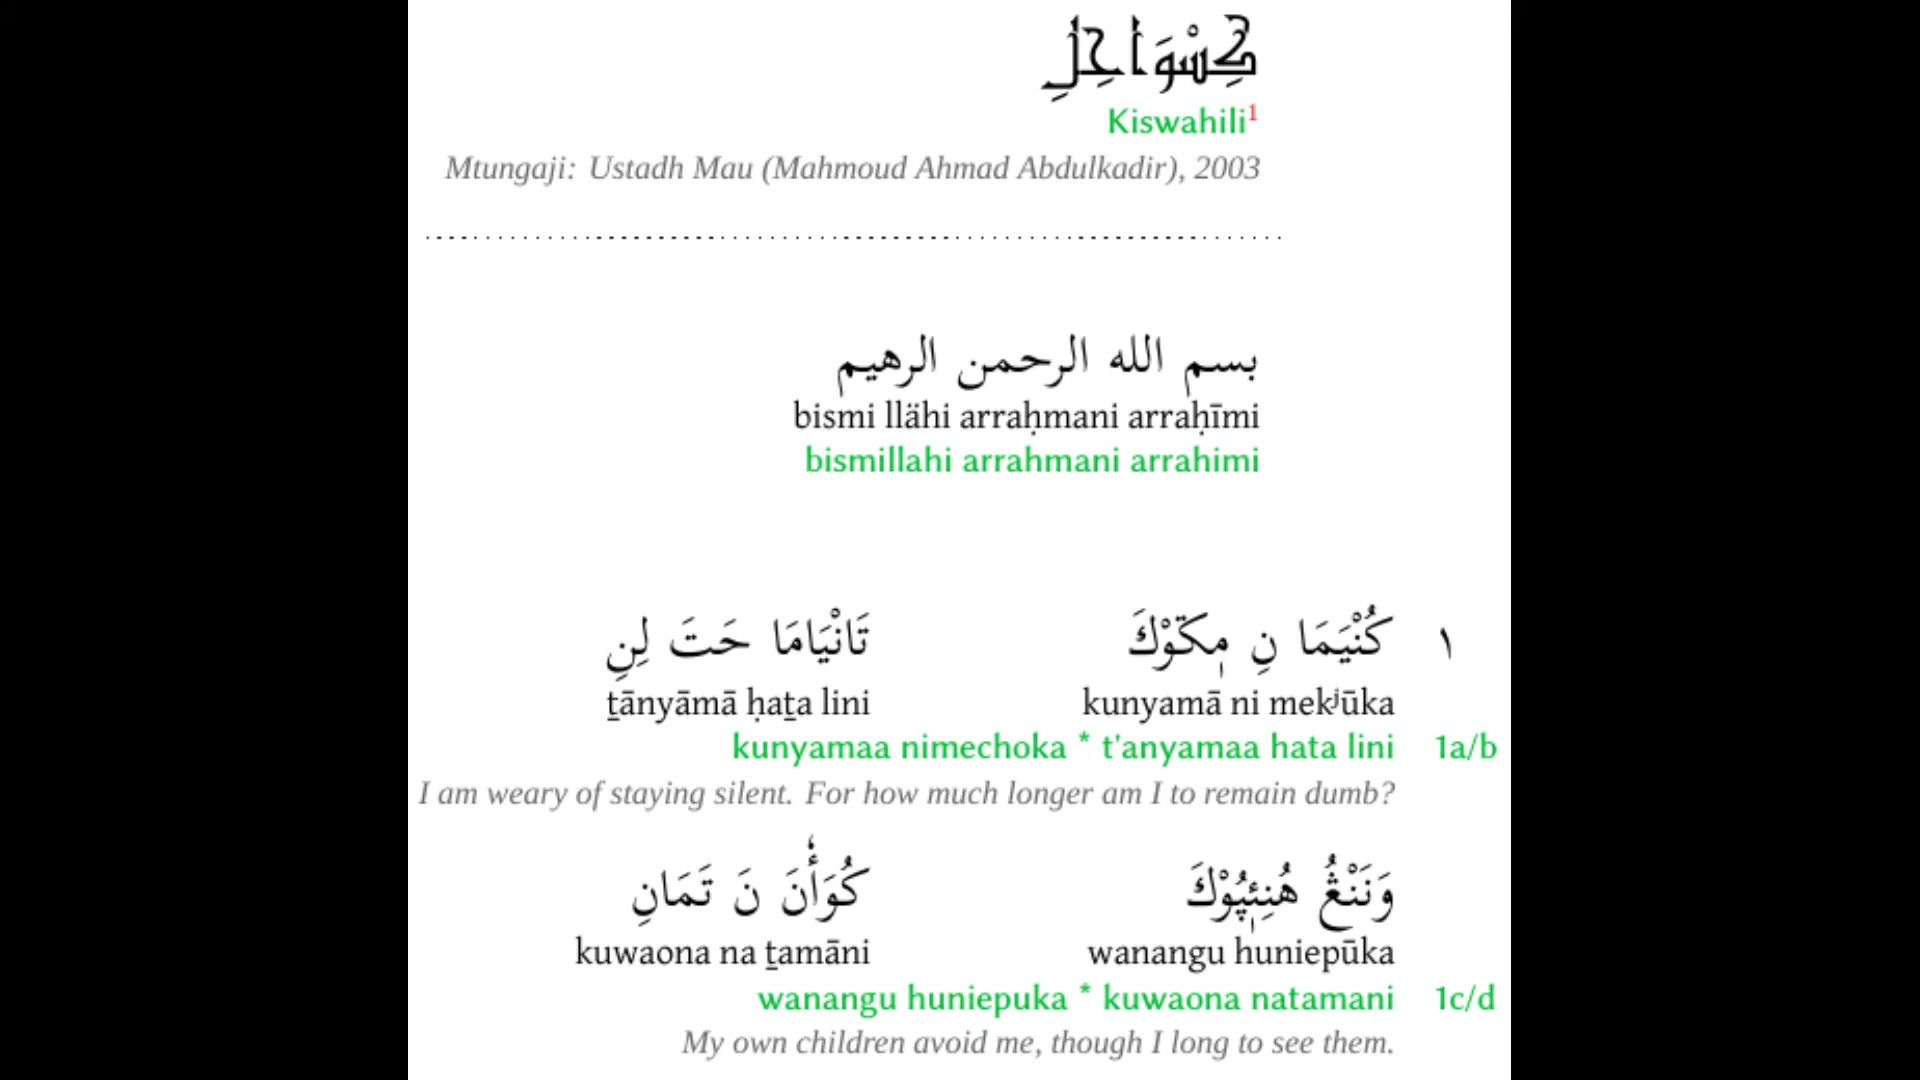 كِسْوَاحِلِ
Kiswahili¹
Mtungaji: Ustadh Mau (Mahmoud Ahmad Abdulkadir), 2003
بسم الله الرحمن الرهيم
bismi llähi arraḥmani arraḥīmi
bismillahi arrahmani arrahimi
١ كُنْيَمَا نِ مٖكٚوْكَ تَانْيَامَا حَتَ لِنِ
kunyamā ni mekʲūka ṯānyāmā ḥaṯa lini
kunyamaa nimechoka * t'anyamaa hata lini 1a/b
I am weary of staying silent. For how much longer am I to remain dumb?
وَنَنْغُ هُنِئٖپُوْكَ كُوَأٗنَ نَ تَمَانِ
wanangu huniepūka kuwaona na ṯamāni
wanangu huniepuka * kuwaona natamani 1c/d
My own children avoid me, though I long to see them.